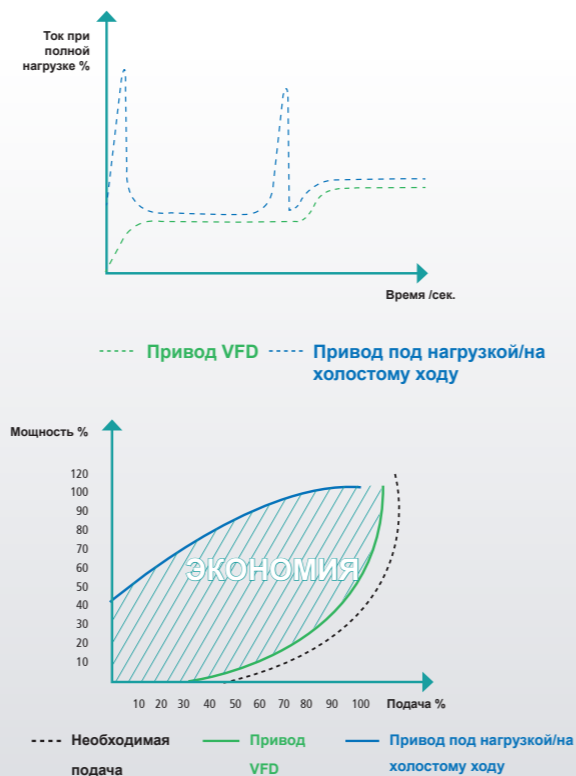 Ток при
полной
нагрузке %
Время /сек.
Привод VFD
Привод под нагрузкой/на
холостому ходу
Мощность %
120
100
90
80
70
60
50
40
30
20
10
ЭКОНОМИЯ
10 20 30 40 50 60 70 80 90 100 Подача %
Необходимая
подача
Привод
VFD
Привод под нагрузкой/на
холостому ходу